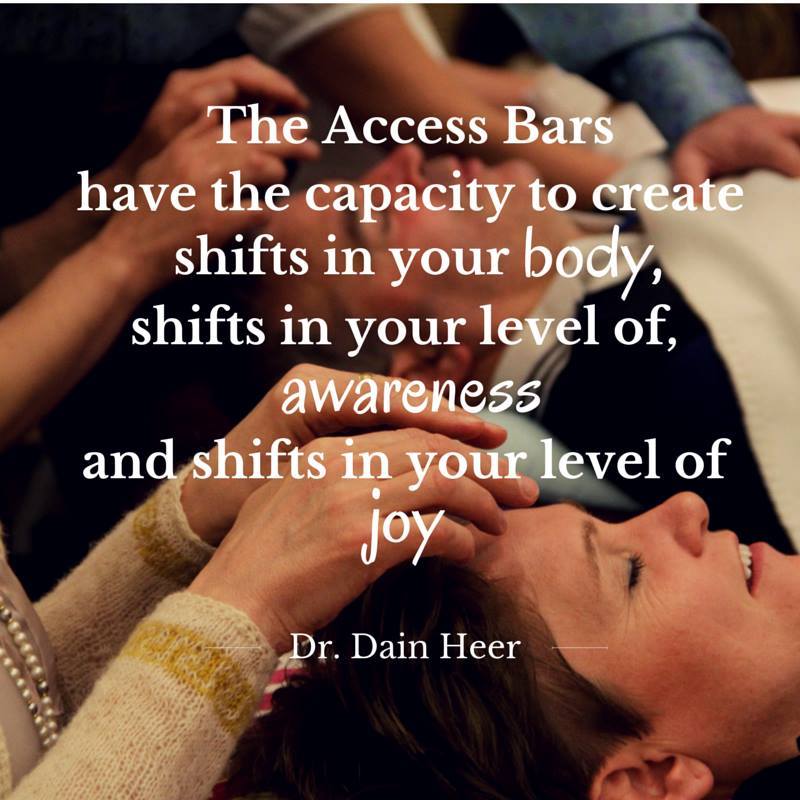 The Access Bars
have the capacity to create
shifts in your body,
shifts in your level of,
awareness
and shifts in your level of
joy
Dr. Dain Heer